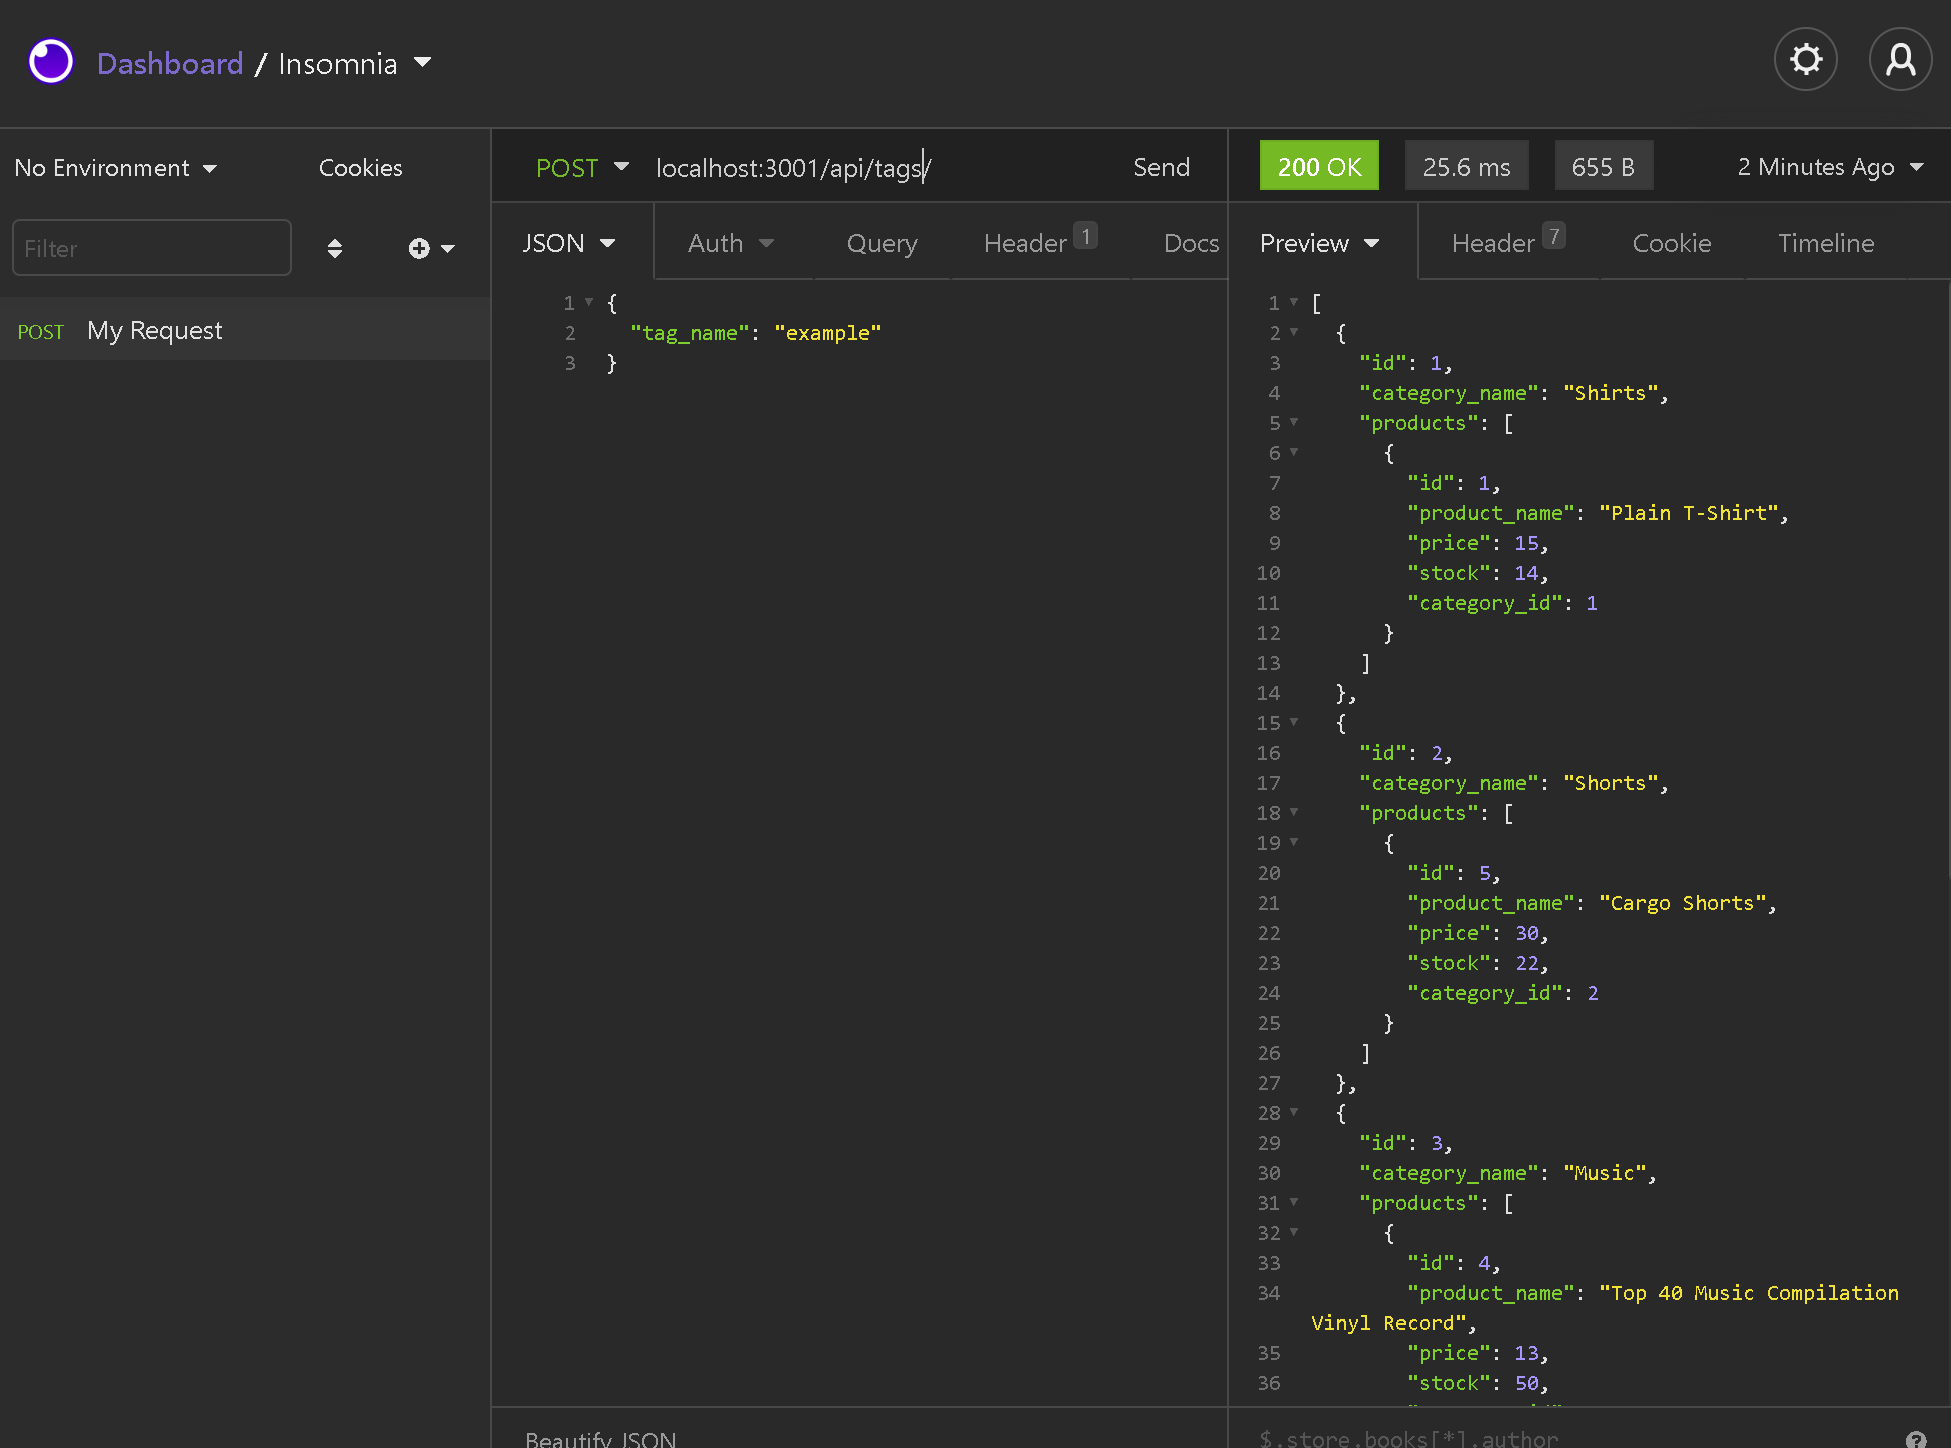 Dashboard / Insomnia
No Environment
Cookies
Filter
POST My Request
POST localhost:3001/api/tags/ Send
JSON Auth Query Header 1 Docs
1 {
2 "tag_name": "example"
3 }
Beautify JSON
200 OK 25.6 ms 655 B 2 Minutes Ago
Preview Header 7 Cookie Timeline
1 [
2 {
3 "id": 1,
4 "category_name": "Shirts",
5 "products": [
6 {
7 "id": 1,
8 "product_name": "Plain T-Shirt",
9 "price": 15,
10 "stock": 14,
11 "category_id": 1
12 }
13 ]
14 },
15 {
16 "id": 2,
17 "category_name": "Shorts",
18 "products": [
19 {
20 "id": 5,
21 "product_name": "Cargo Shorts",
22 "price": 30,
23 "stock": 22,
24 "category_id": 2
25 }
26 ]
27 },
28 {
29 "id": 3,
30 "category_name": "Music",
31 "products": [
32 {
33 "id": 4,
34 "product_name": "Top 40 Music Compilation
Vinyl Record",
35 "price": 13,
36 "stock": 50,
$.store.books[*].author